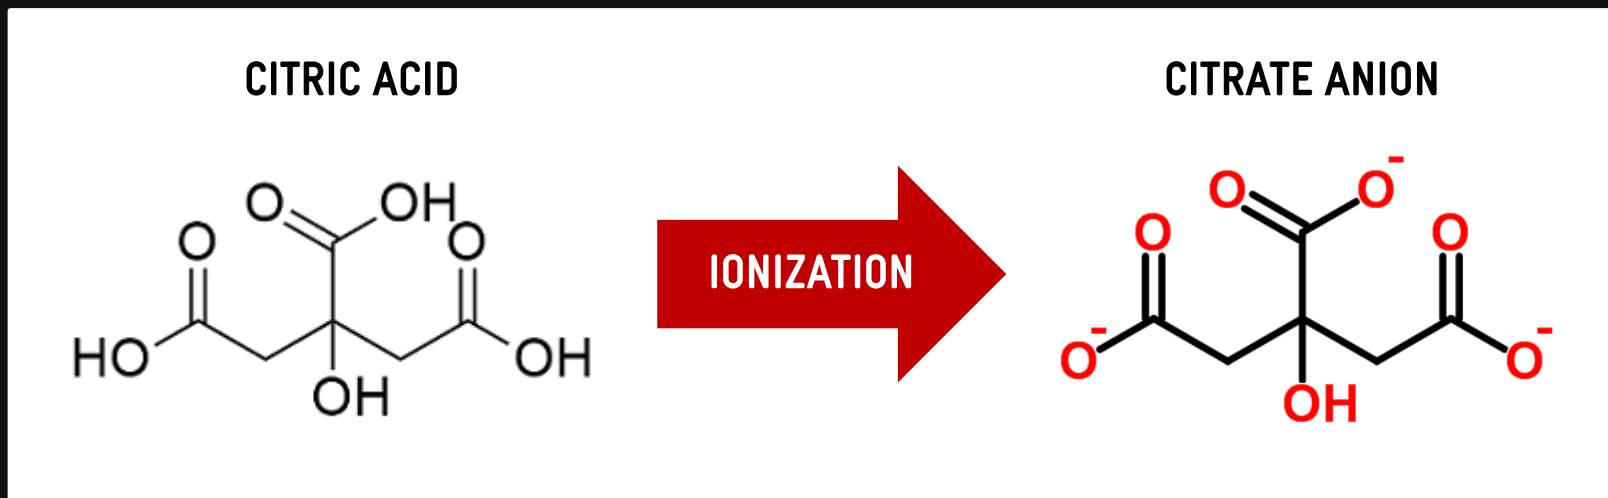 CITRIC ACID
CITRATE ANION
O
OH
O
O
HO
OH
OH
IONIZATION
O
O-
O
O
O-
O-
OH